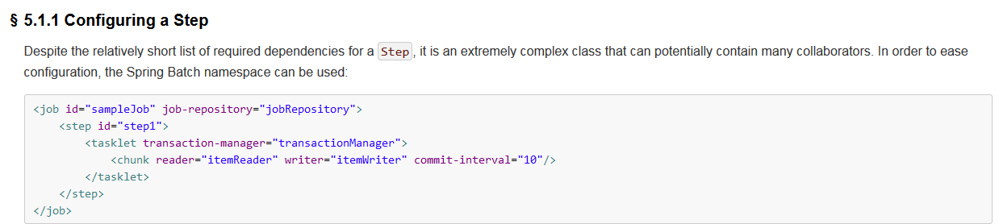 § 5.1.1 Configuring a Step
Despite the relatively short list of required dependencies for a Step, it is an extremely complex class that can potentially contain many collaborators. In order to ease
configuration, the Spring Batch namespace can be used:
<job id="sampleJob" job-repository="jobRepository">
    <step id="step1">
        <tasklet transaction-manager="transactionManager">
            <chunk reader="itemReader" writer="itemWriter" commit-interval="10"/>
        </tasklet>
    </step>
</job>